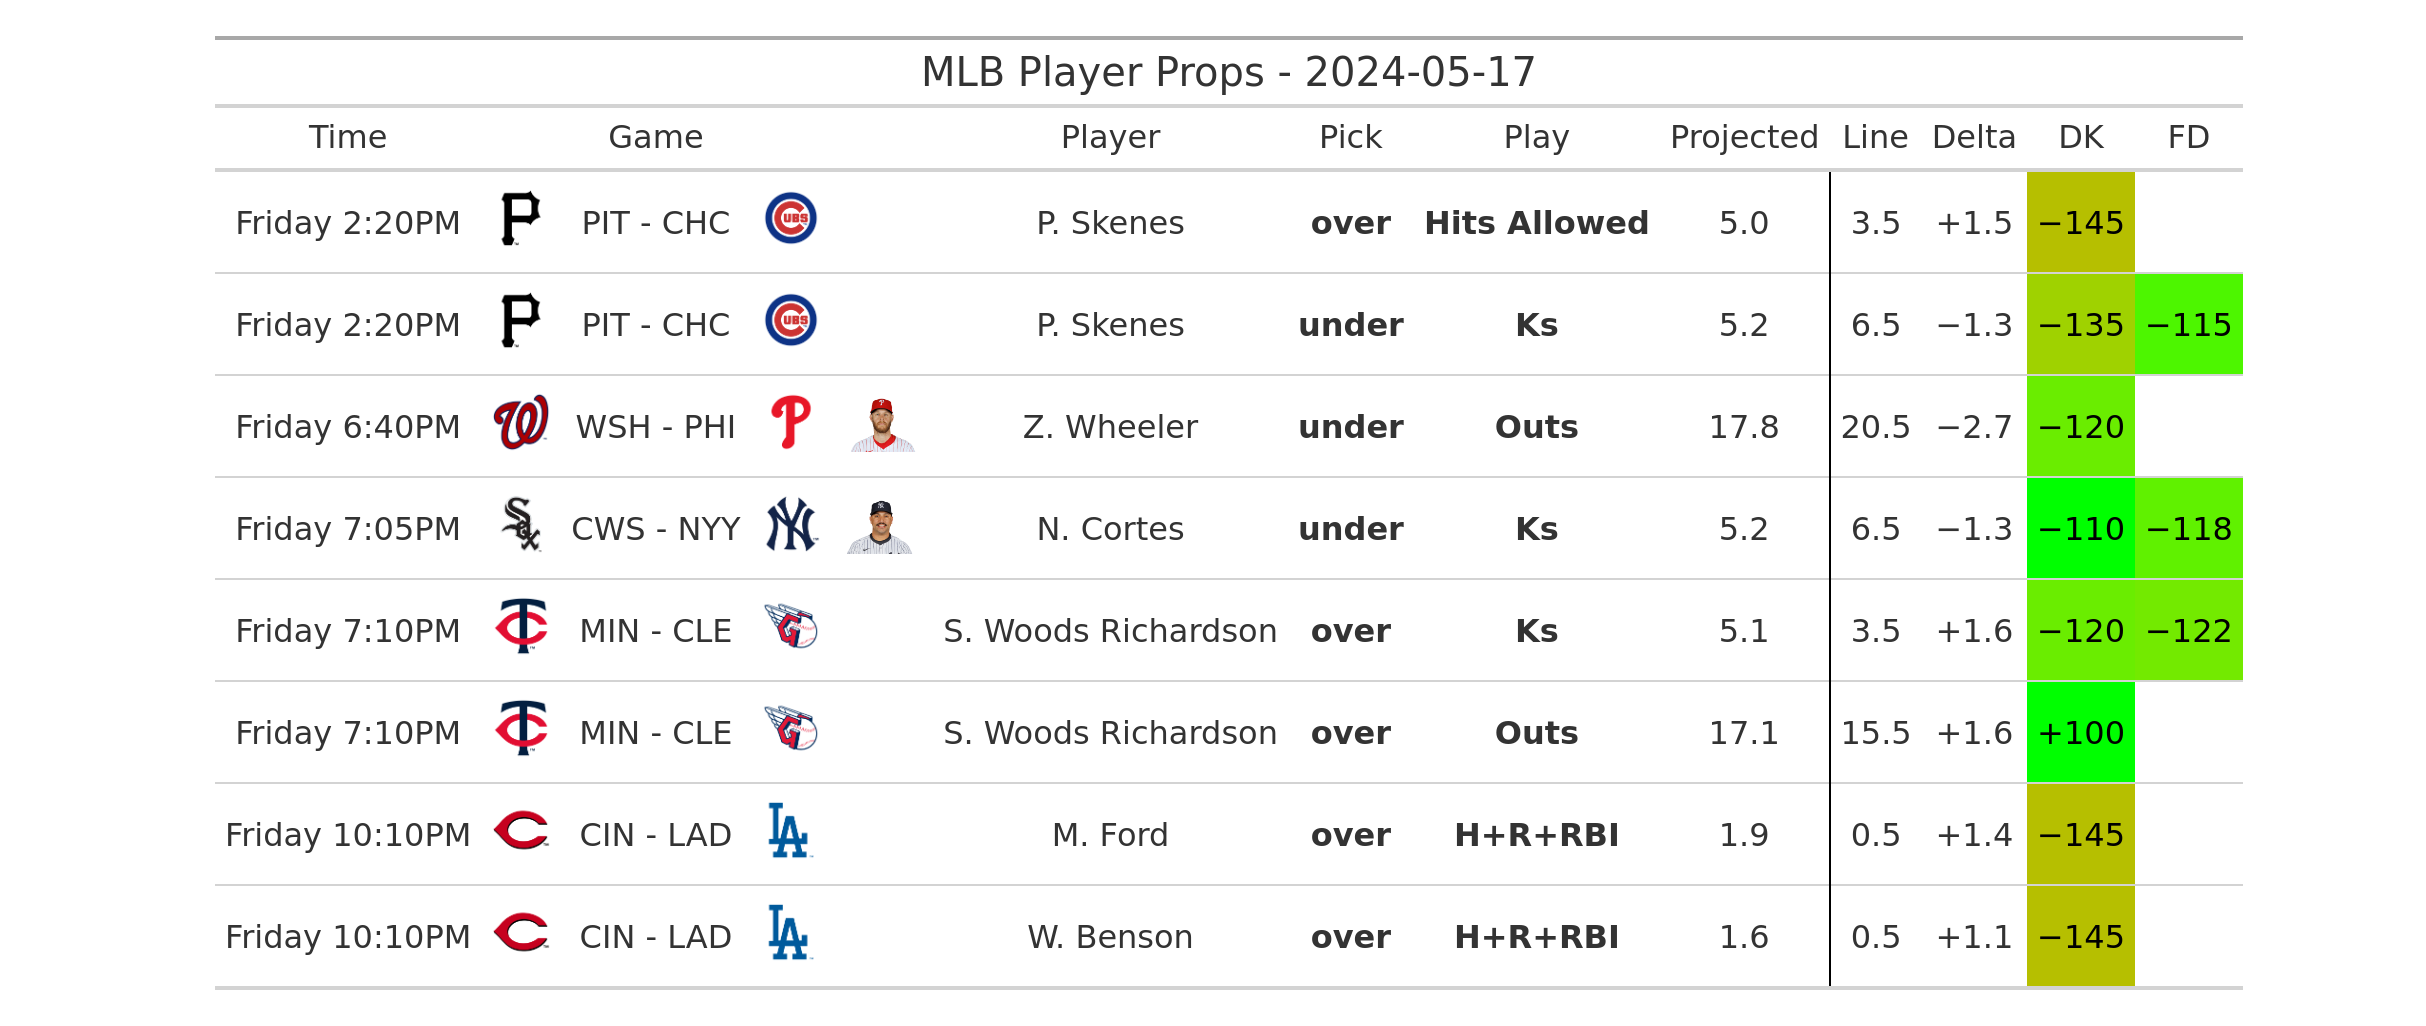 MLB Player Props - 2024-05-17
Time Game Player Pick Play Projected Line Delta DK FD
Friday 2:20PM PIT - CHC P. Skenes over Hits Allowed 5.0 3.5 +1.5 −145
Friday 2:20PM PIT - CHC P. Skenes under Ks 5.2 6.5 −1.3 −135 −115
Friday 6:40PM WSH - PHI Z. Wheeler under Outs 17.8 20.5 −2.7 −120
Friday 7:05PM CWS - NYY N. Cortes under Ks 5.2 6.5 −1.3 −110 −118
Friday 7:10PM MIN - CLE S. Woods Richardson over Ks 5.1 3.5 +1.6 −120 −122
Friday 7:10PM MIN - CLE S. Woods Richardson over Outs 17.1 15.5 +1.6 +100
Friday 10:10PM CIN - LAD M. Ford over H+R+RBI 1.9 0.5 +1.4 −145
Friday 10:10PM CIN - LAD W. Benson over H+R+RBI 1.6 0.5 +1.1 −145